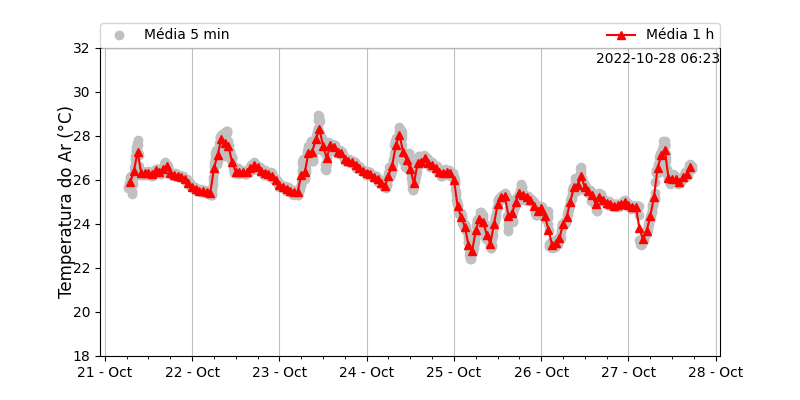 Média 5 min
Média 1 h
2022-10-28 06:23
Temperatura do Ar (°C)
32
30
28
26
24
22
20
18
21 - Oct
22 - Oct
23 - Oct
24 - Oct
25 - Oct
26 - Oct
27 - Oct
28 - Oct